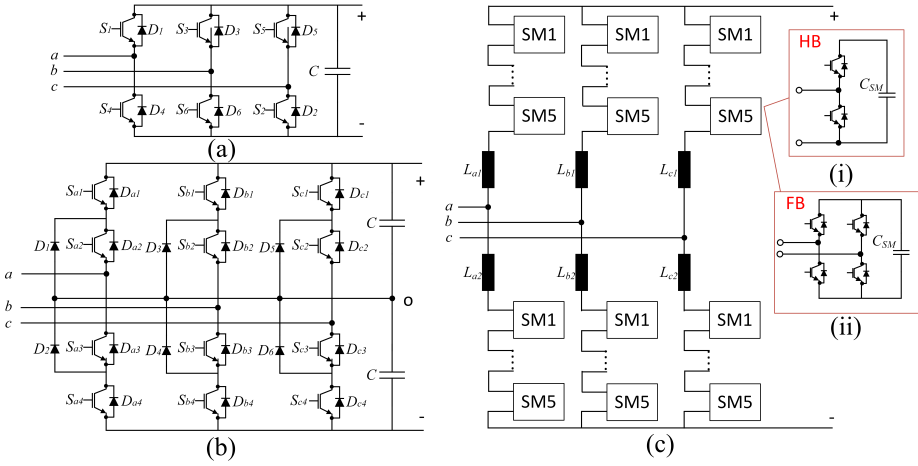 S1 D1 S3 D3 S5 D5 +
a
b
c
C
S4 D4 S6 D6 S2 D2 -
(a)
+
Sa1 Da1 Sb1 Db1 Sc1 Dc1
C
D1 Sa2 Da2 D3 Sb2 Db2 D5 Sc2 Dc2
a
o
b
c
D2 Sa3 Da3 D4 Sb3 Db3 D6 Sc3 Dc3
C
Sa4 Da4 Sb4 Db4 Sc4 Dc4
-
(b)
+
SM1 SM1 SM1
SM5 SM5 SM5
La1 Lb1 Lc1
a
b
c
La2 Lb2 Lc2
SM1 SM1 SM1
SM5 SM5 SM5
-
(c)
HB
CSM
(i)
FB
CSM
(ii)